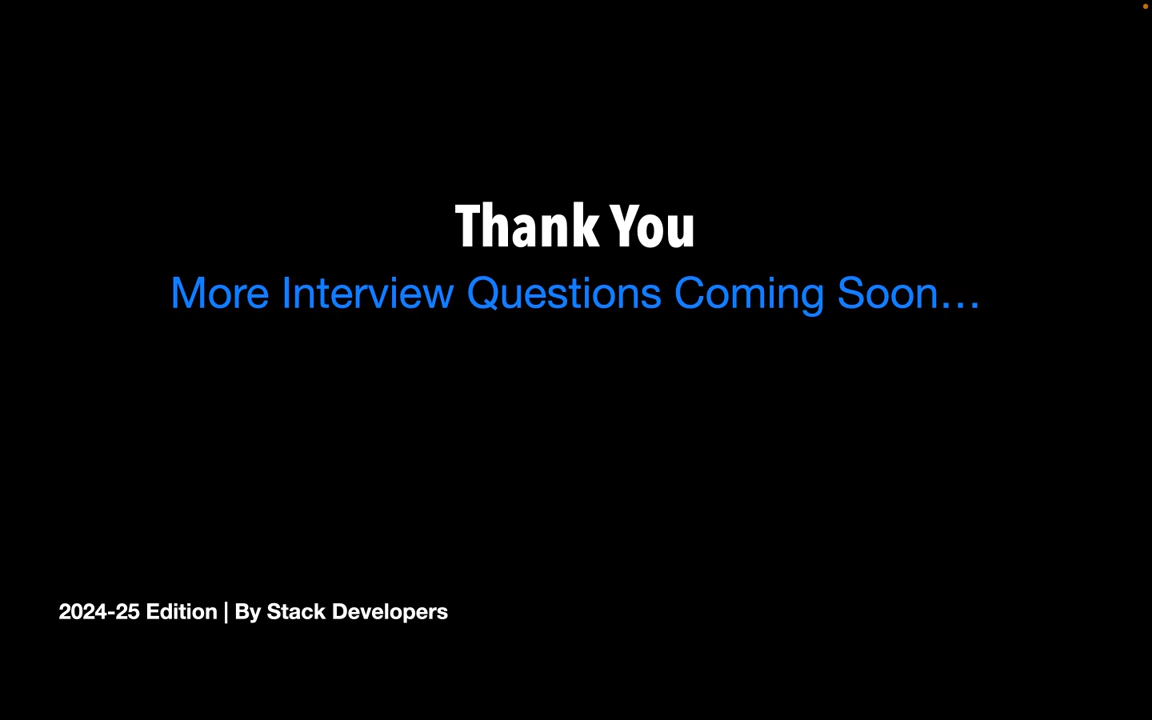 Thank You
More Interview Questions Coming Soon…
2024-25 Edition | By Stack Developers